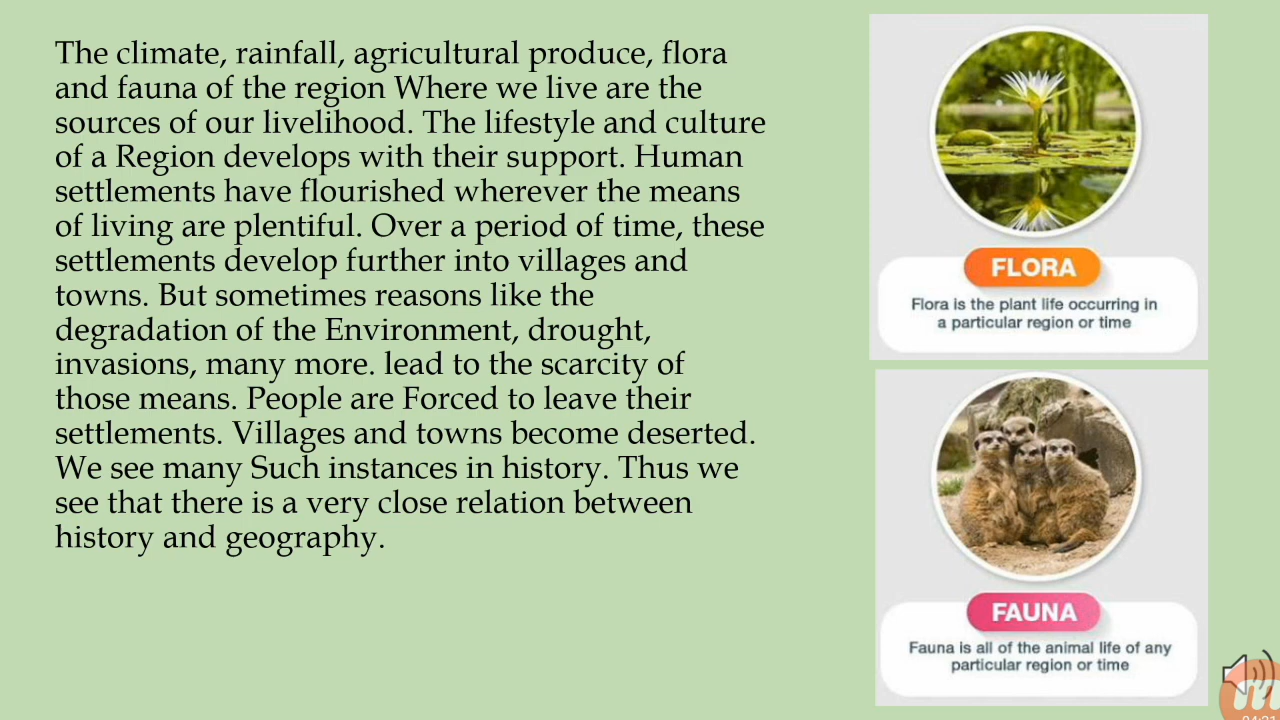 The climate, rainfall, agricultural produce, flora
and fauna of the region Where we live are the
sources of our livelihood. The lifestyle and culture
of a Region develops with their support. Human
settlements have flourished wherever the means
of living are plentiful. Over a period of time, these
settlements develop further into villages and
towns. But sometimes reasons like the
degradation of the Environment, drought,
invasions, many more. lead to the scarcity of
those means. People are Forced to leave their
settlements. Villages and towns become deserted.
We see many Such instances in history. Thus we
see that there is a very close relation between
history and geography.
FLORA
Flora is the plant life occurring in
a particular region or time
FAUNA
Fauna is all of the animal life of any
particular region or time